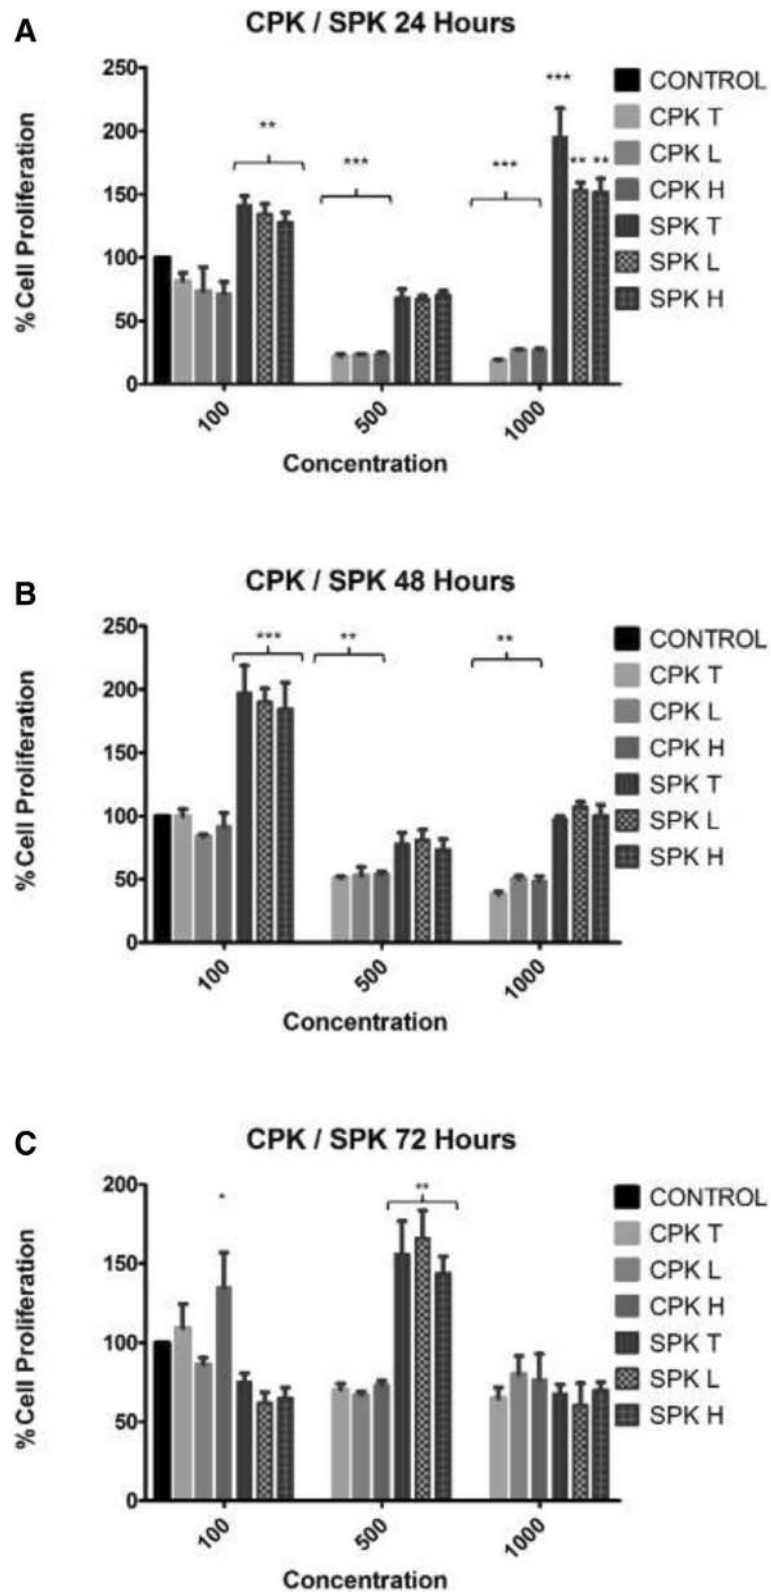 A
CPK / SPK 24 Hours
%Cell Proliferation
250
200
150
100
50
0
** *** *** *** ** **
100 500 1000
Concentration
CONTROL
CPK T
CPK L
CPK H
SPK T
SPK L
SPK H
B
CPK / SPK 48 Hours
%Cell Proliferation
250
200
150
100
50
0
*** ** **
100 500 1000
Concentration
CONTROL
CPK T
CPK L
CPK H
SPK T
SPK L
SPK H
C
CPK / SPK 72 Hours
%Cell Proliferation
200
150
100
50
0
* **
100 500 1000
Concentration
CONTROL
CPK T
CPK L
CPK H
SPK T
SPK L
SPK H